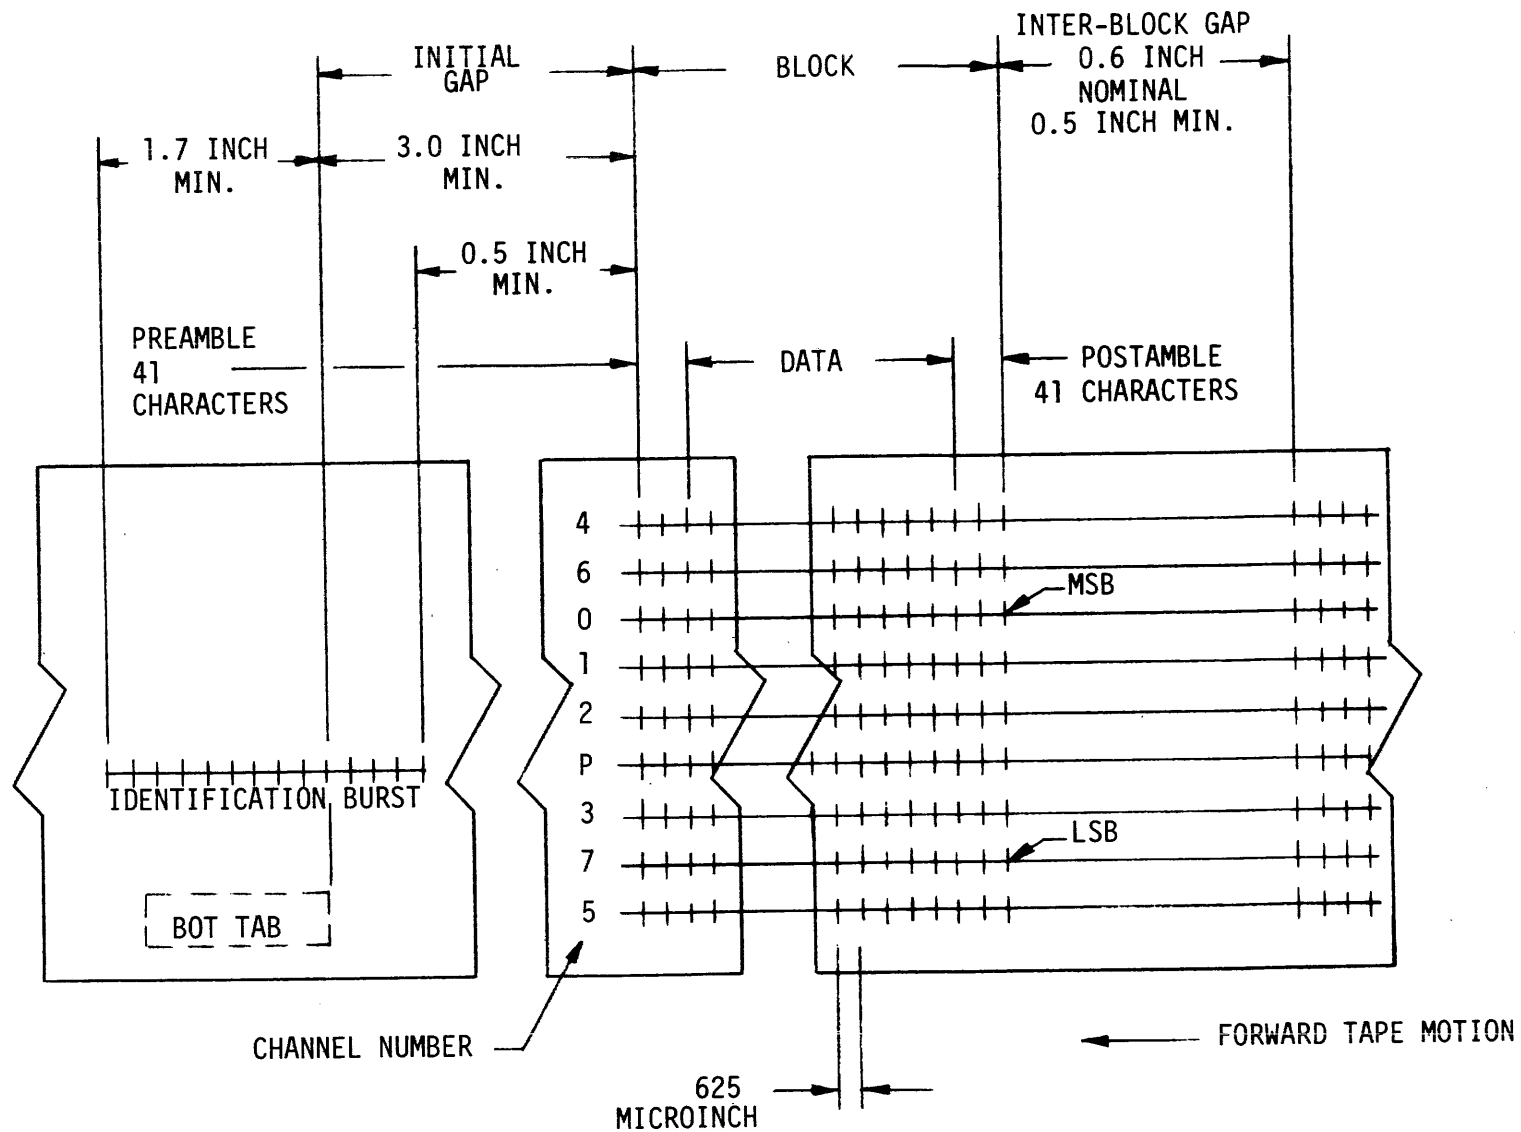 INITIAL
GAP
BLOCK
INTER-BLOCK GAP
0.6 INCH
NOMINAL
0.5 INCH MIN.
1.7 INCH
MIN.
3.0 INCH
MIN.
0.5 INCH
MIN.
PREAMBLE
41
CHARACTERS
DATA
POSTAMBLE
41 CHARACTERS
4
6
0
MSB
1
2
P
IDENTIFICATION BURST
3
7
LSB
5
BOT TAB
CHANNEL NUMBER
FORWARD TAPE MOTION
625
MICROINCH